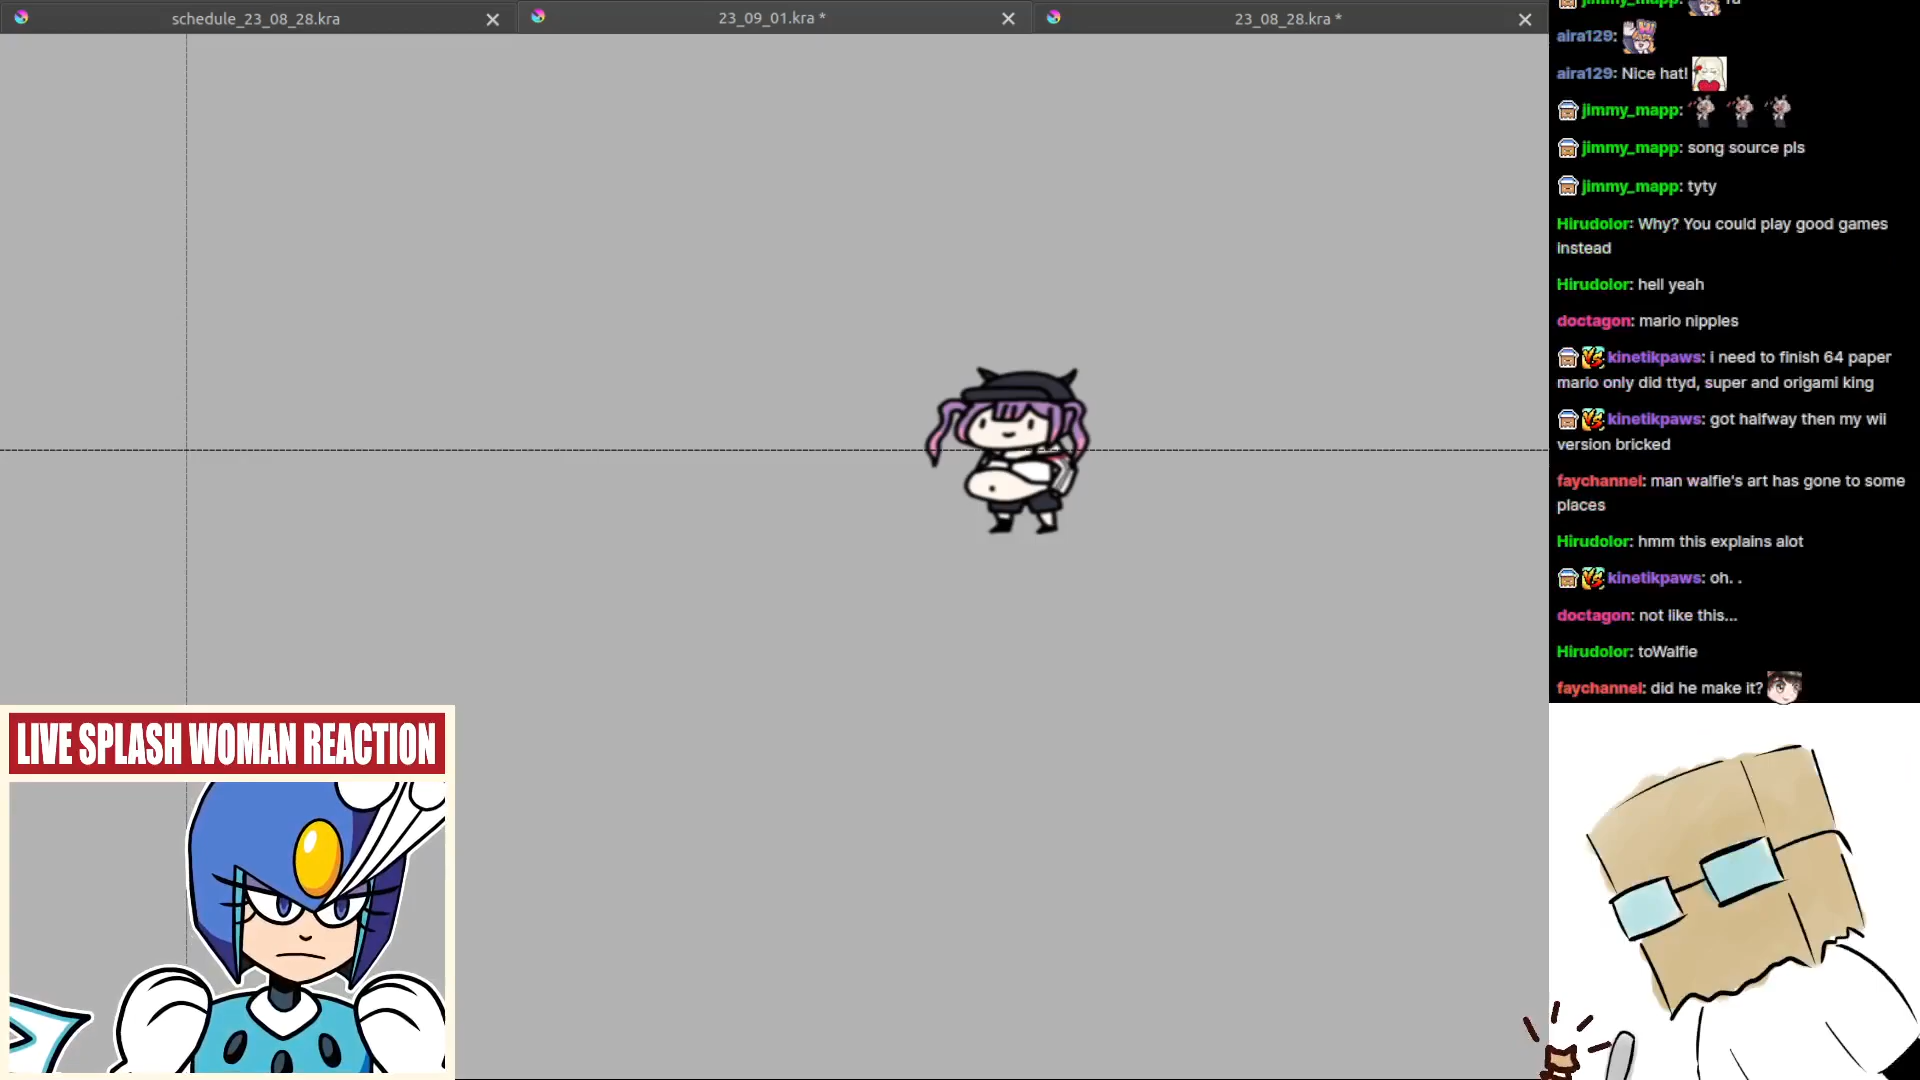 schedule_23_08_28.kra
23_09_01.kra *
23_08_28.kra *
jimmy_mapp:
aira129:
aira129: Nice hat!
jimmy_mapp:
jimmy_mapp: song source pls
jimmy_mapp: tyty
Hirudolor: Why? You could play good games
instead
Hirudolor: hell yeah
doctagon: mario nipples
kinetikpaws: i need to finish 64 paper
mario only did ttyd, super and origami king
kinetikpaws: got halfway then my wii
version bricked
faychannel: man walfie's art has gone to some
places
Hirudolor: hmm this explains alot
kinetikpaws: oh. .
doctagon: not like this...
Hirudolor: toWalfie
faychannel: did he make it?
LIVE SPLASH WOMAN REACTION